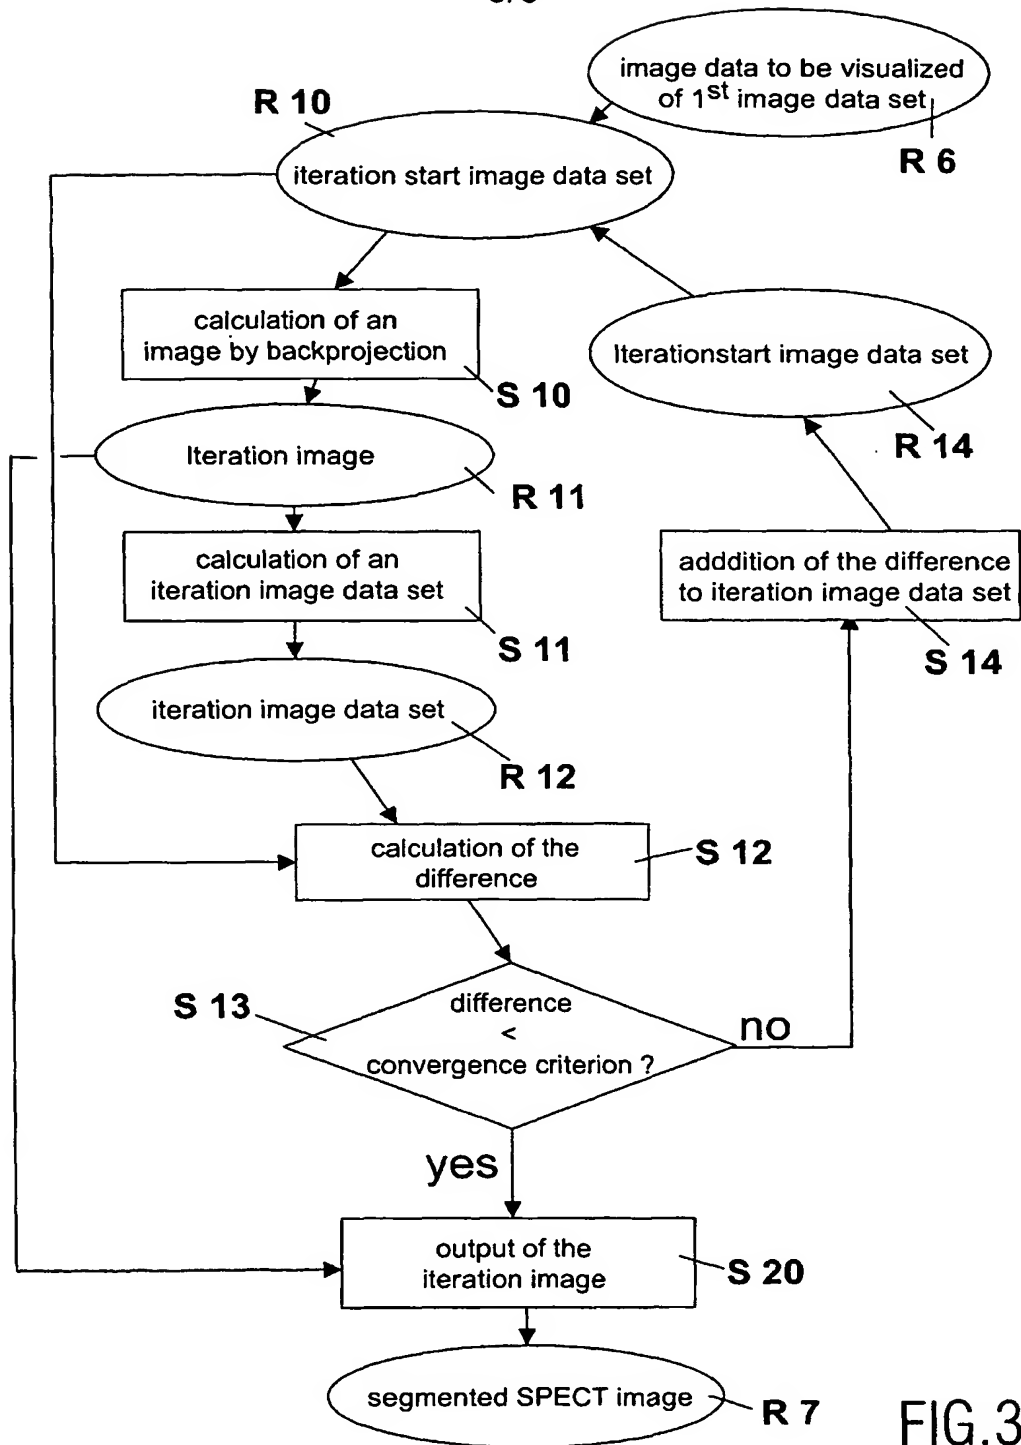 image data to be visualized
of 1st image data set
R 6
R 10
iteration start image data set
calculation of an
image by backprojection
S 10
Iterationstart image data set
R 14
Iteration image
R 11
calculation of an
iteration image data set
S 11
adddition of the difference
to iteration image data set
S 14
iteration image data set
R 12
calculation of the
difference
S 12
S 13
difference
<
convergence criterion ?
no
yes
output of the
iteration image
S 20
segmented SPECT image
R 7
FIG.3